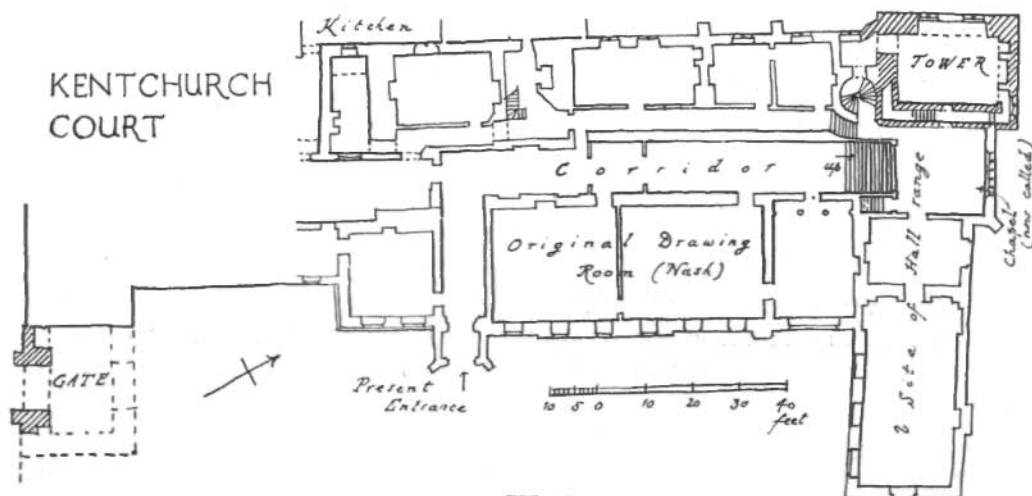 Kitchen
KENTCHURCH
COURT
TOWER
Corridor
up
Original Drawing
Room (Nash)
? Site of Hall range
Chapel
(now called)
GATE
Present
Entrance
10 5 0 10 20 30 40
feet